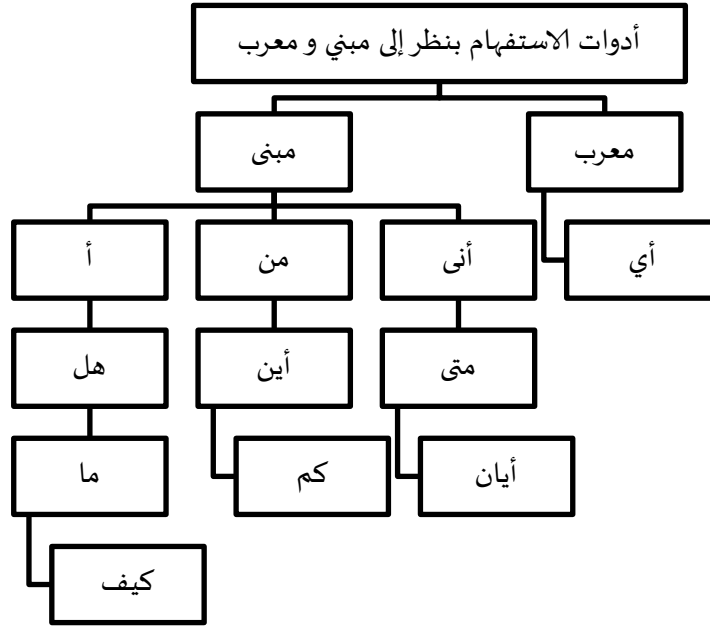 أدوات الاستفهام بنظر إلى مبني و معرب
معرب
مبنى
أي
أنى
من
أ
متى
أين
هل
أيان
كم
ما
كيف